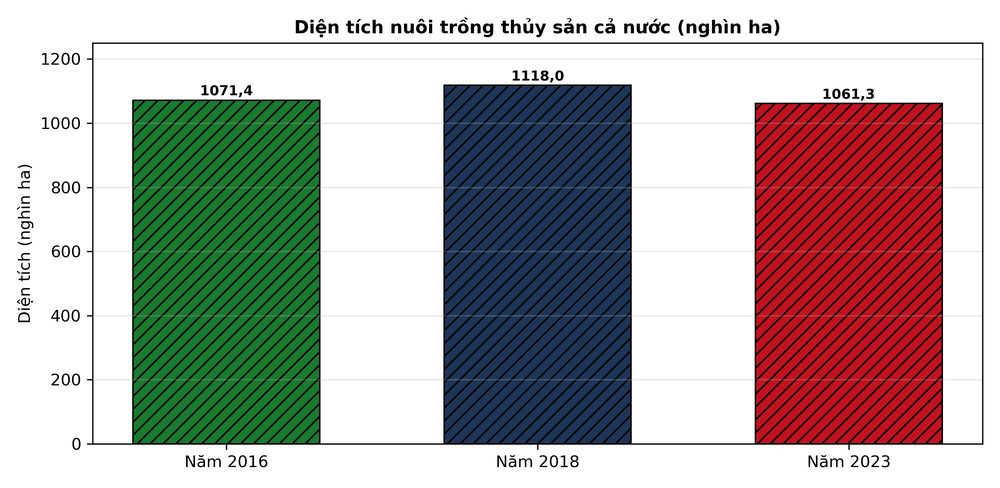 Diện tích nuôi trồng thủy sản cả nước (nghìn ha)
Diện tích (nghìn ha)
1200
1000
800
600
400
200
0
1071,4
1118,0
1061,3
Năm 2016
Năm 2018
Năm 2023